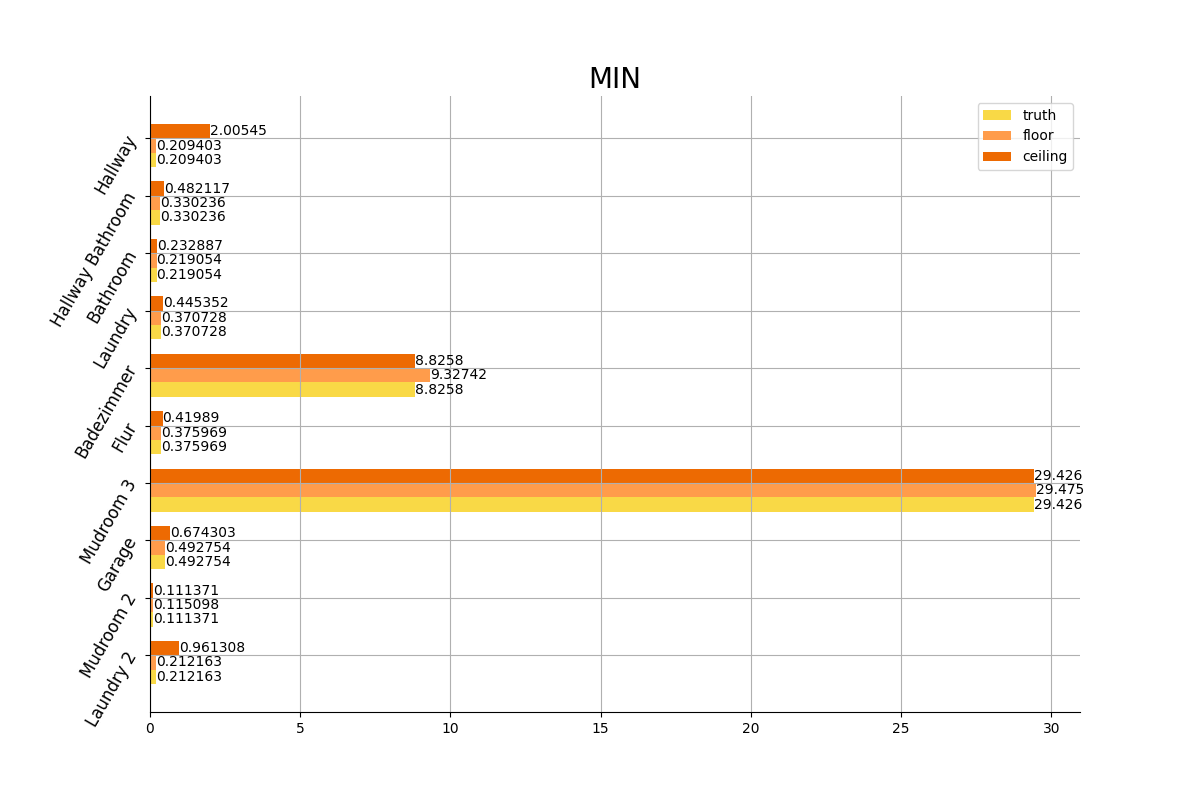 MIN
truth
floor
ceiling
Hallway
2.00545
0.209403
0.209403
Hallway Bathroom
0.482117
0.330236
0.330236
Bathroom
0.232887
0.219054
0.219054
Laundry
0.445352
0.370728
0.370728
Badezimmer
8.8258
9.32742
8.8258
Flur
0.41989
0.375969
0.375969
Mudroom 3
29.426
29.475
29.426
Garage
0.674303
0.492754
0.492754
Mudroom 2
0.111371
0.115098
0.111371
Laundry 2
0.961308
0.212163
0.212163
0 5 10 15 20 25 30